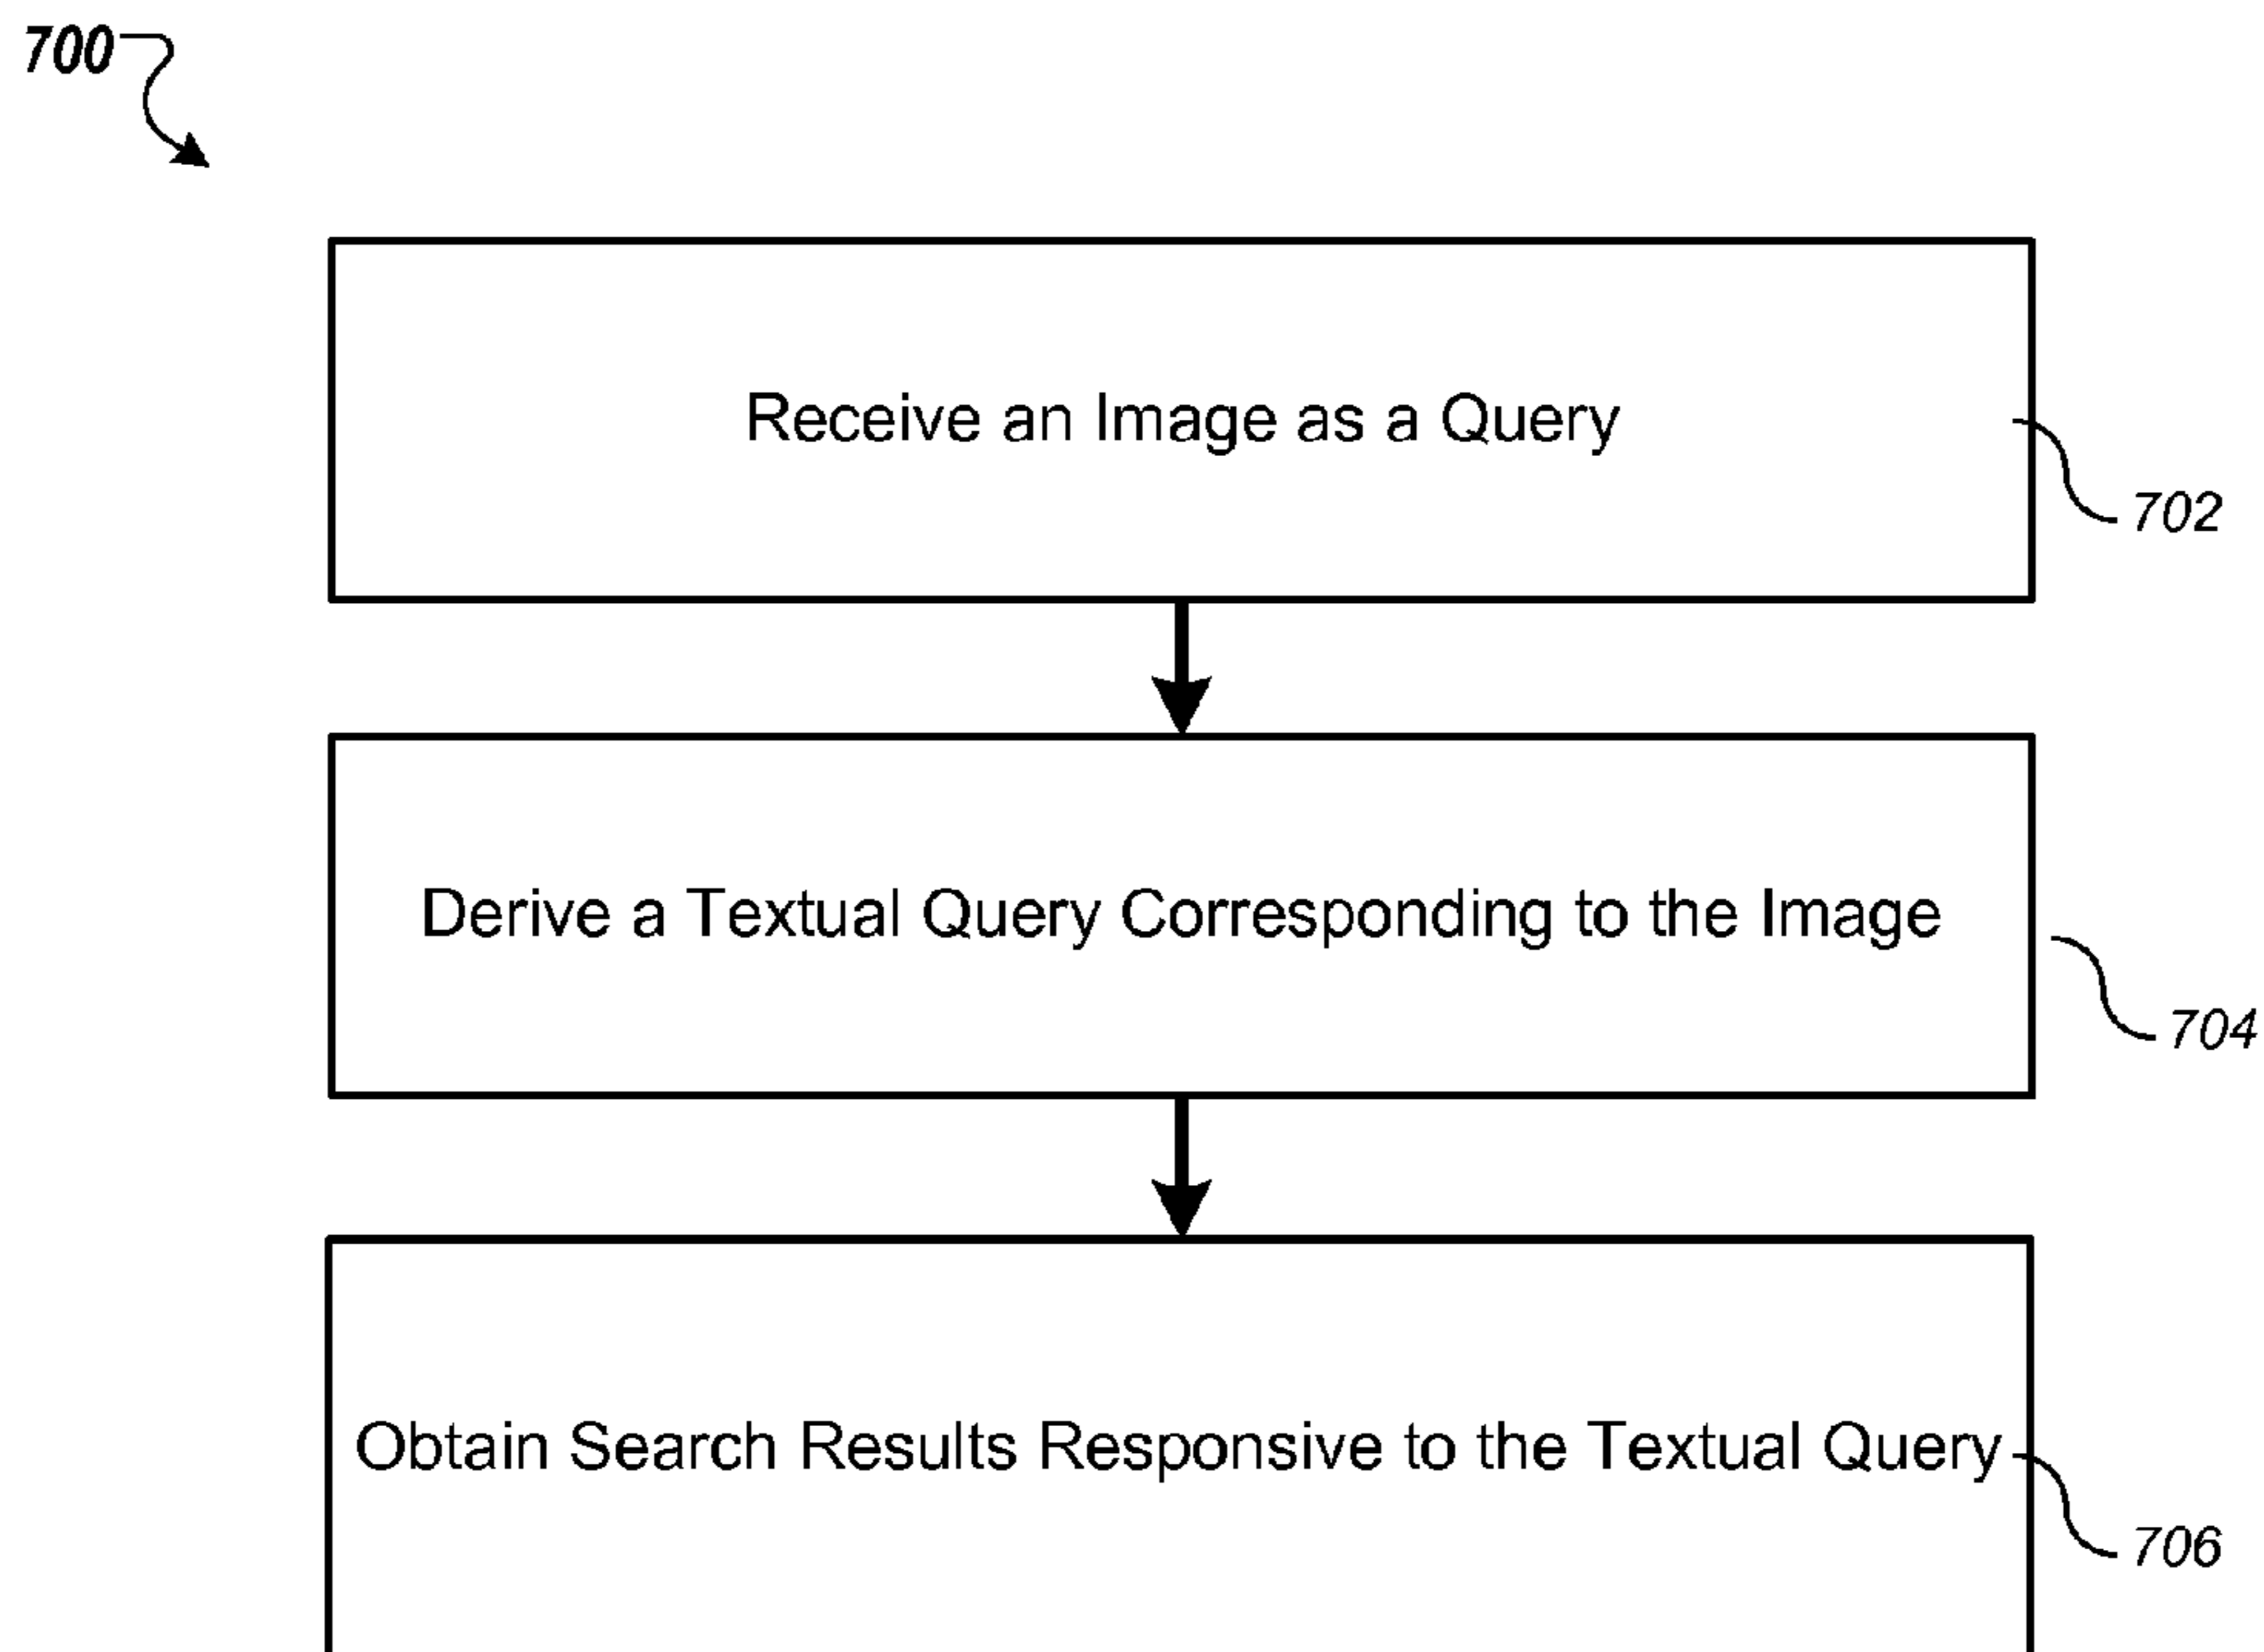 700
Receive an Image as a Query
702
Derive a Textual Query Corresponding to the Image
704
Obtain Search Results Responsive to the Textual Query
706